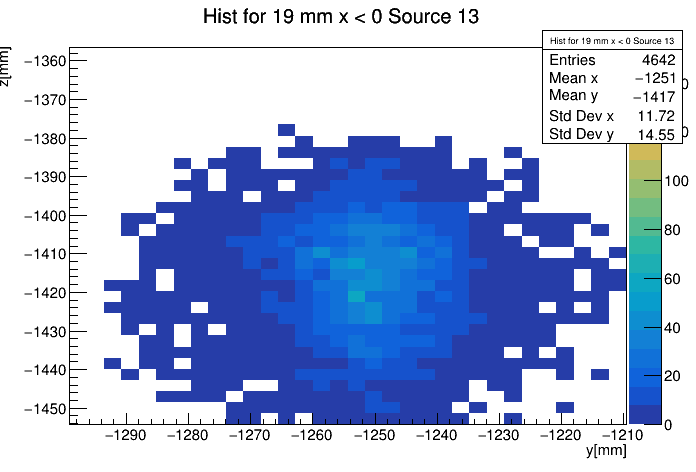 Hist for 19 mm x < 0 Source 13
Hist for 19 mm x < 0 Source 13
Entries 4642
Mean x −1251
Mean y −1417
Std Dev x 11.72
Std Dev y 14.55
z[mm]
−1360
−1370
−1380
−1390
−1400
−1410
−1420
−1430
−1440
−1450
100
80
60
40
20
0
−1290 −1280 −1270 −1260 −1250 −1240 −1230 −1220 −1210
y[mm]